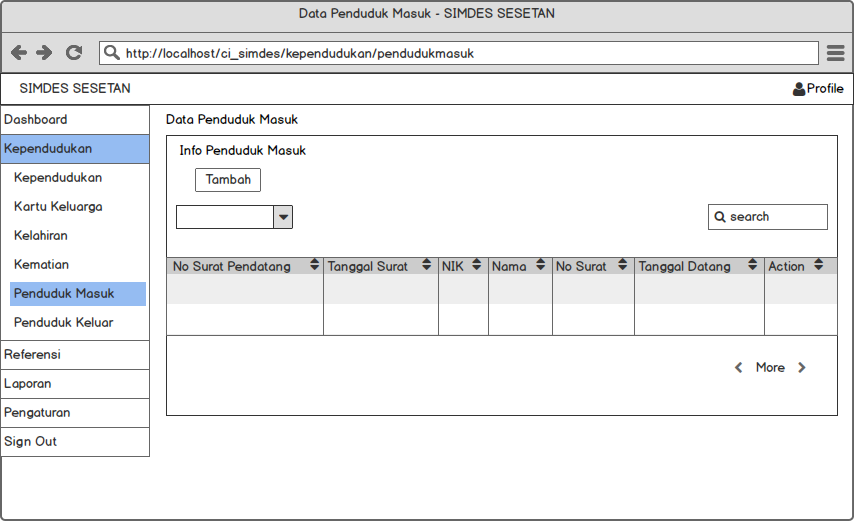 Data Penduduk Masuk - SIMDES SESETAN
http://localhost/ci_simdes/kependudukan/pendudukmasuk
SIMDES SESETAN
Profile
Dashboard
Kependudukan
Kependudukan
Kartu Keluarga
Kelahiran
Kematian
Penduduk Masuk
Penduduk Keluar
Referensi
Laporan
Pengaturan
Sign Out
Data Penduduk Masuk
Info Penduduk Masuk
Tambah
search
No Surat Pendatang Tanggal Surat NIK Nama No Surat Tanggal Datang Action
More